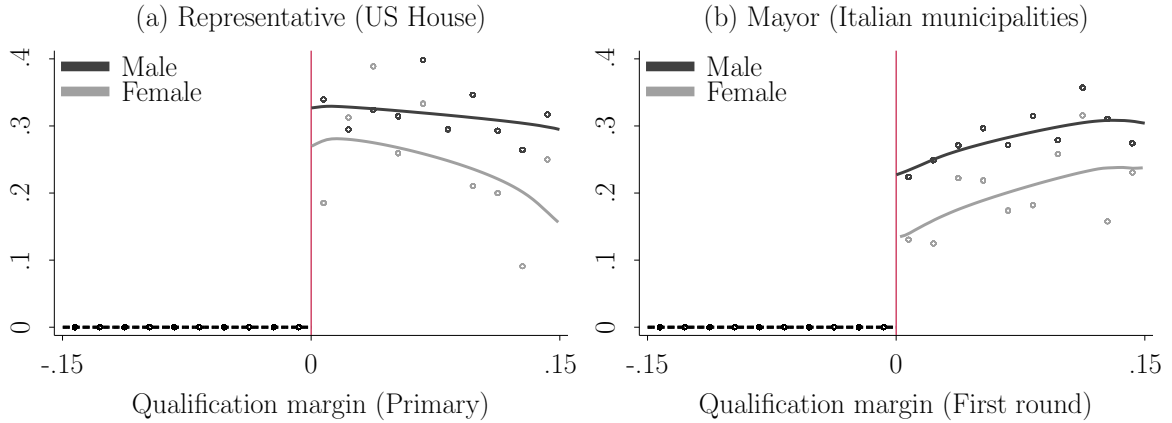 (a) Representative (US House)
.4
.3
.2
.1
0
Male
Female
-.15 0 .15
Qualification margin (Primary)
(b) Mayor (Italian municipalities)
.4
.3
.2
.1
0
Male
Female
-.15 0 .15
Qualification margin (First round)